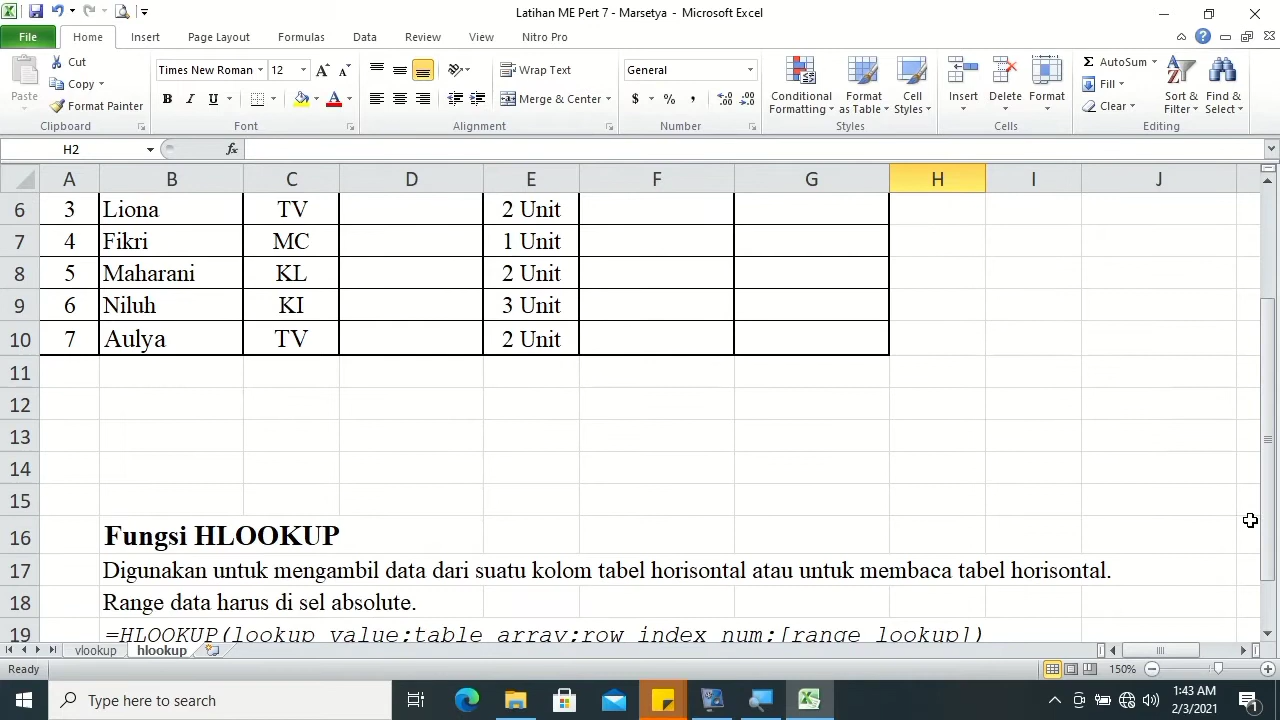 Latihan ME Pert 7 - Marsetya - Microsoft Excel
File Home Insert Page Layout Formulas Data Review View Nitro Pro
Paste Cut Copy Format Painter
Times New Roman 12
B I U A A A
Wrap Text
Merge & Center
General
$ % ,
Conditional Formatting Format as Table Cell Styles
Insert Delete Format
Σ AutoSum Fill Clear
Sort & Filter Find & Select
Clipboard Font Alignment Number Styles Cells Editing
H2 fx
A B C D E F G H I J
6 3 Liona TV 2 Unit
7 4 Fikri MC 1 Unit
8 5 Maharani KL 2 Unit
9 6 Niluh KI 3 Unit
10 7 Aulya TV 2 Unit
11
12
13
14
15
16 Fungsi HLOOKUP
17 Digunakan untuk mengambil data dari suatu kolom tabel horisontal atau untuk membaca tabel horisontal.
18 Range data harus di sel absolute.
19 =HLOOKUP(lookup_value;table_array;row_index_num;[range_lookup])
vlookup hlookup
Ready 150%
Type here to search
1:43 AM
2/3/2021
1